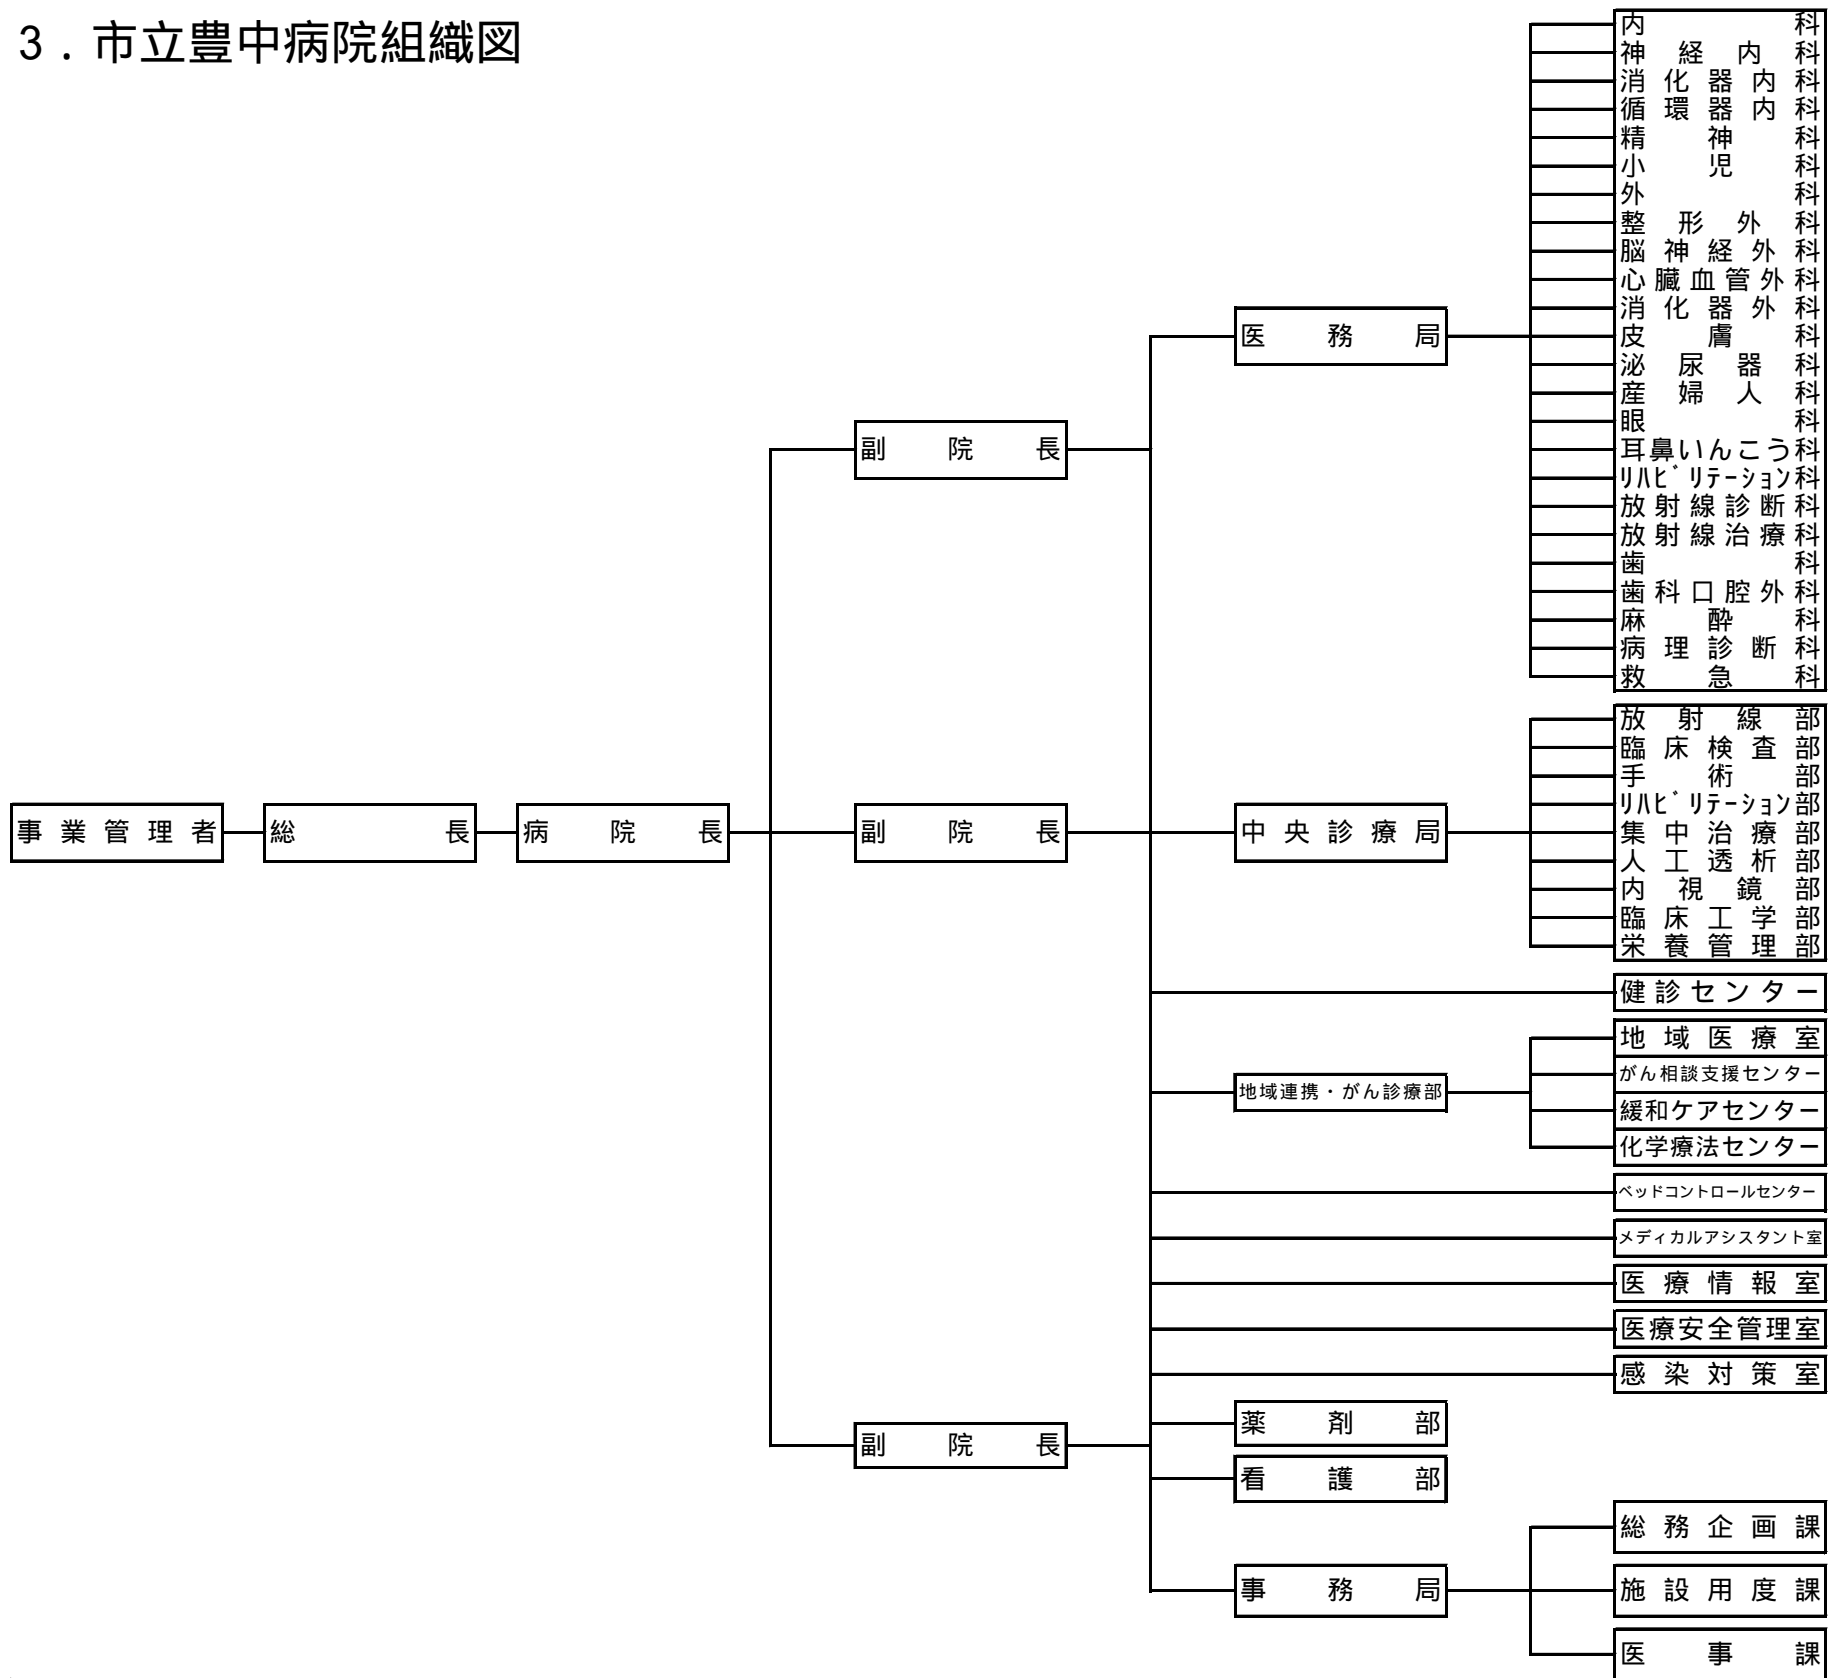 3．市立豊中病院組織図
事業管理者
総長
病院長
副院長
副院長
副院長
医務局
内科
神経内科
消化器内科
循環器内科
精神科
小児科
外科
整形外科
脳神経外科
心臓血管外科
消化器外科
皮膚科
泌尿器科
産婦人科
眼科
耳鼻いんこう科
ﾘﾊﾋﾞﾘﾃｰｼｮﾝ科
放射線診断科
放射線治療科
歯科
歯科口腔外科
麻酔科
病理診断科
救急科
中央診療局
放射線部
臨床検査部
手術部
ﾘﾊﾋﾞﾘﾃｰｼｮﾝ部
集中治療部
人工透析部
内視鏡部
臨床工学部
栄養管理部
健診センター
地域連携・がん診療部
地域医療室
がん相談支援センター
緩和ケアセンター
化学療法センター
ベッドコントロールセンター
メディカルアシスタント室
医療情報室
医療安全管理室
感染対策室
薬剤部
看護部
事務局
総務企画課
施設用度課
医事課